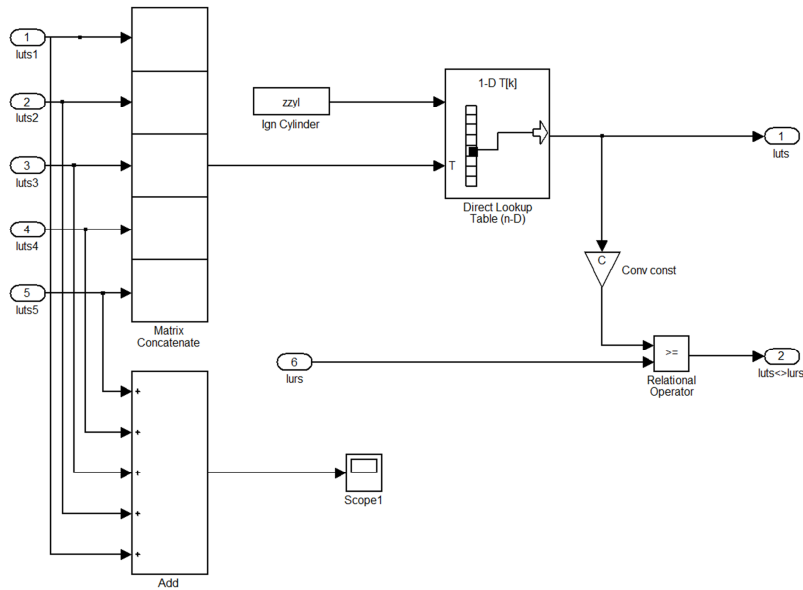 1
luts1
2
luts2
3
luts3
4
luts4
5
luts5
Matrix
Concatenate
zzyl
Ign Cylinder
1-D T[k]
T
Direct Lookup
Table (n-D)
1
luts
C
Conv const
6
lurs
>=
Relational
Operator
2
luts<>lurs
+
+
+
+
+
Add
Scope1